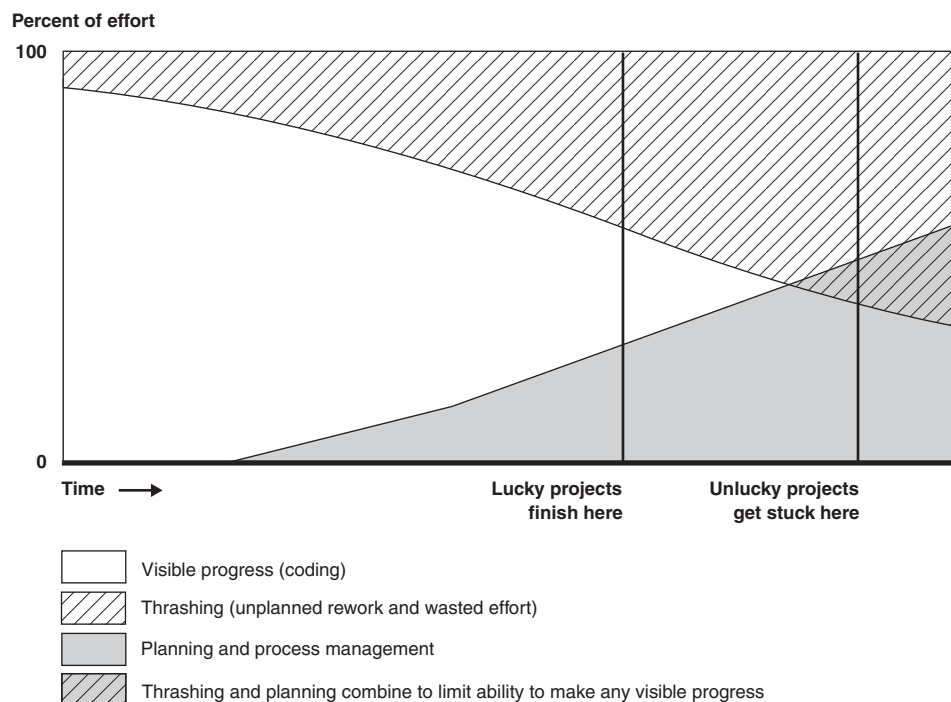 Percent of effort
100
0
Time
Lucky projects
finish here
Unlucky projects
get stuck here
Visible progress (coding)
Thrashing (unplanned rework and wasted effort)
Planning and process management
Thrashing and planning combine to limit ability to make any visible progress